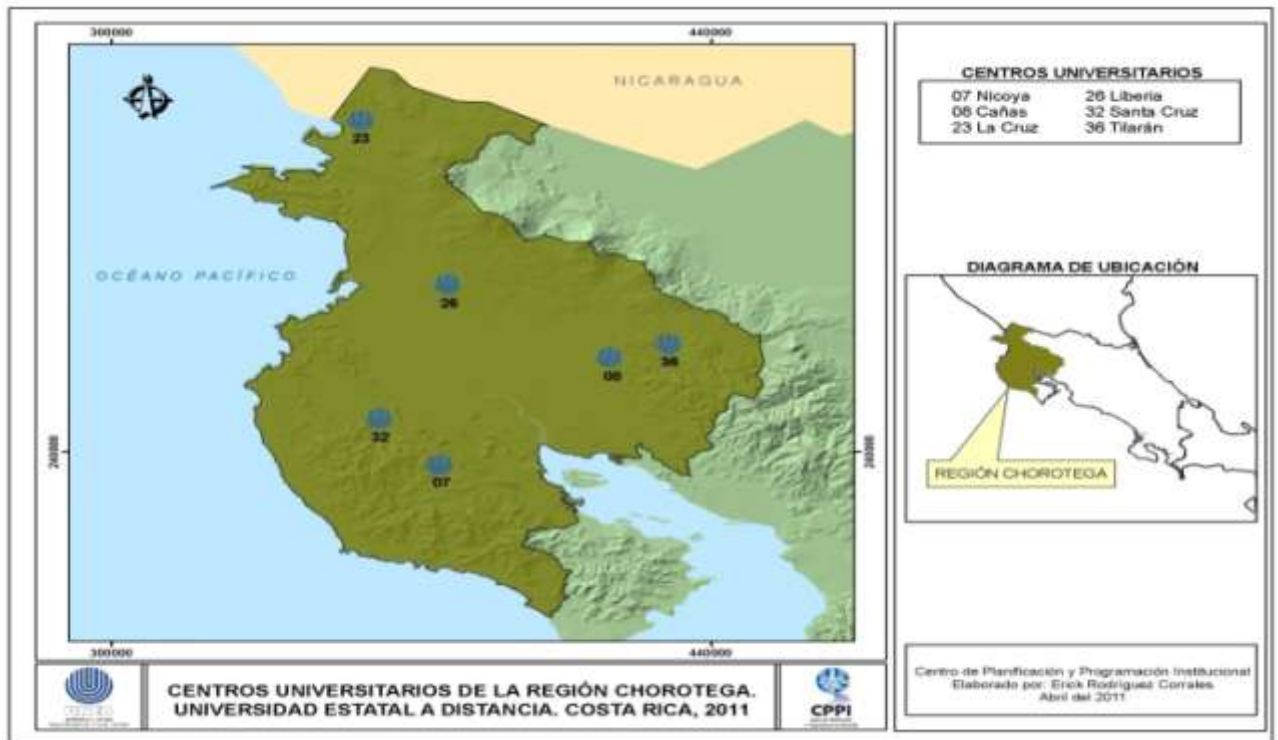 300000 440000
NICARAGUA
23
OCÉANO PACÍFICO
26
36
08
32
240000 240000
07
300000 440000
CENTROS UNIVERSITARIOS DE LA REGIÓN CHOROTEGA.
UNIVERSIDAD ESTATAL A DISTANCIA. COSTA RICA, 2011
UNED
CPPI
CENTROS UNIVERSITARIOS
07 Nicoya 26 Liberia
08 Cañas 32 Santa Cruz
23 La Cruz 36 Tilarán
DIAGRAMA DE UBICACIÓN
REGIÓN CHOROTEGA
Centro de Planificación y Programación Institucional
Elaborado por: Erick Rodríguez Corrales
Abril del 2011